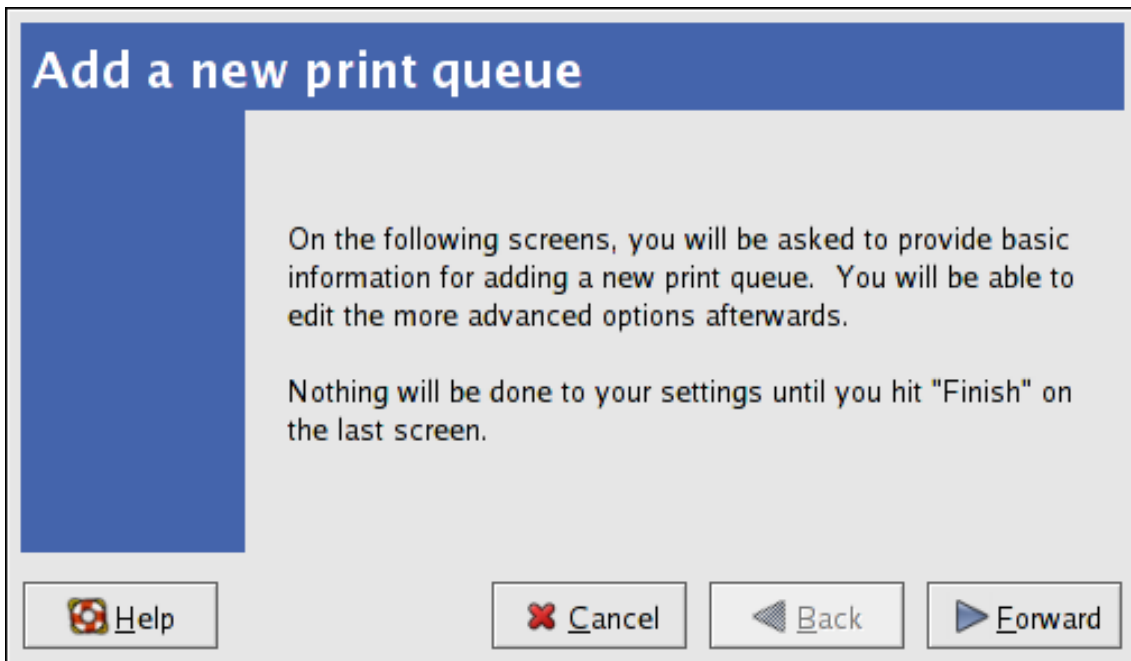 Add a new print queue
On the following screens, you will be asked to provide basic
information for adding a new print queue.  You will be able to
edit the more advanced options afterwards.
Nothing will be done to your settings until you hit "Finish" on
the last screen.
Help
Cancel
Back
Forward